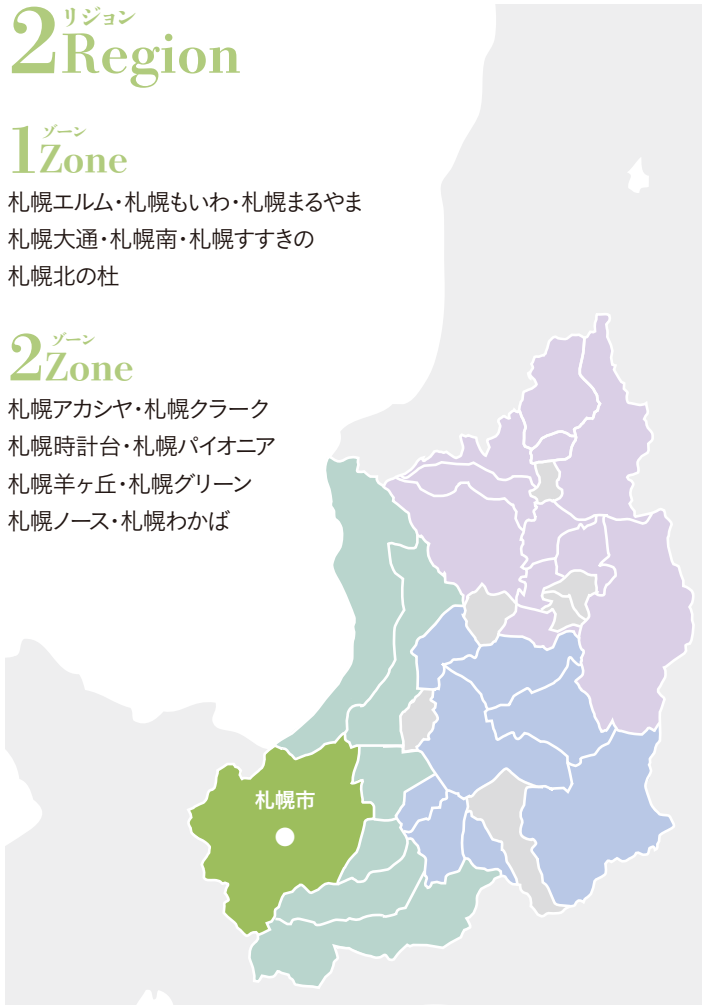 リジョン
2Region
ゾーン
1Zone
札幌エルム・札幌もいわ・札幌まるやま
札幌大通・札幌南・札幌すすきの
札幌北の杜
ゾーン
2Zone
札幌アカシヤ・札幌クラーク
札幌時計台・札幌パイオニア
札幌羊ヶ丘・札幌グリーン
札幌ノース・札幌わかば
札幌市